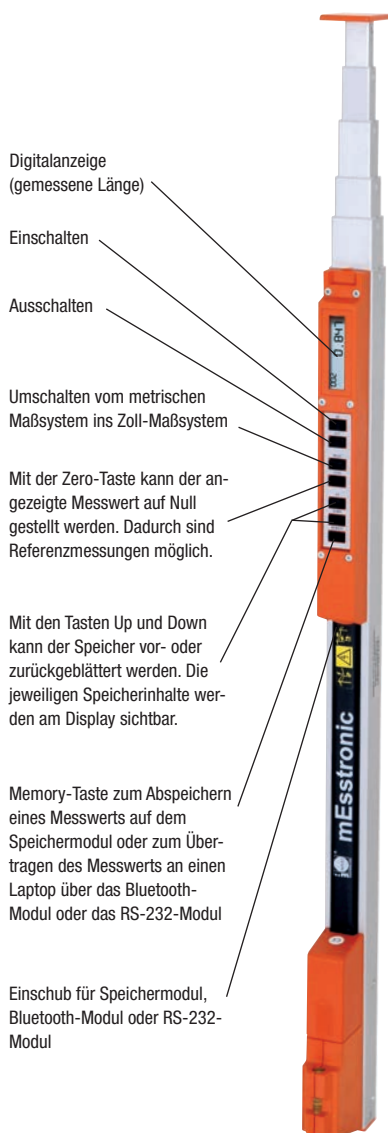 Digitalanzeige
(gemessene Länge)
Einschalten
Ausschalten
Umschalten vom metrischen
Maßsystem ins Zoll-Maßsystem
Mit der Zero-Taste kann der an-
gezeigte Messwert auf Null
gestellt werden. Dadurch sind
Referenzmessungen möglich.
Mit den Tasten Up und Down
kann der Speicher vor- oder
zurückgeblättert werden. Die
jeweiligen Speicherinhalte wer-
den am Display sichtbar.
Memory-Taste zum Abspeichern
eines Messwerts auf dem
Speichermodul oder zum Über-
tragen des Messwerts an einen
Laptop über das Bluetooth-
Modul oder das RS-232-Modul
Einschub für Speichermodul,
Bluetooth-Modul oder RS-232-
Modul
002
0.847
mEsstronic